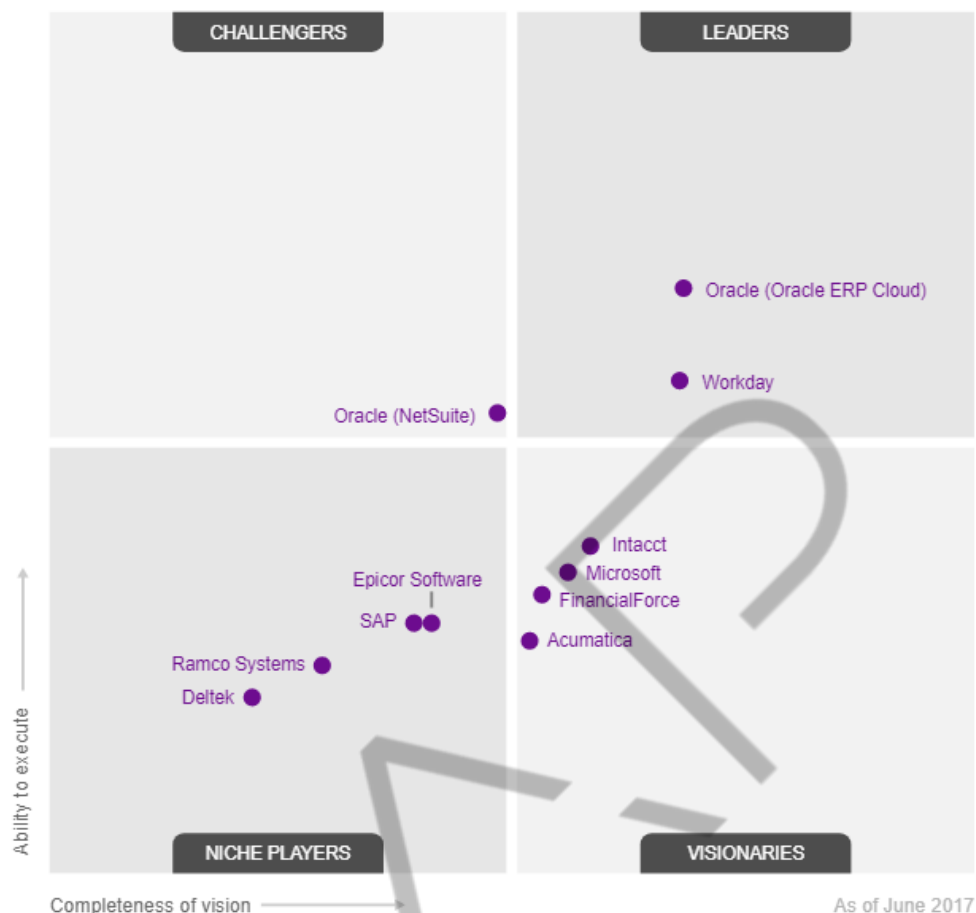 CHALLENGERS
LEADERS
Oracle (Oracle ERP Cloud)
Workday
Oracle (NetSuite)
Intacct
Microsoft
Epicor Software
FinancialForce
SAP
Acumatica
Ramco Systems
Deltek
Ability to execute
NICHE PLAYERS
VISIONARIES
Completeness of vision
As of June 2017